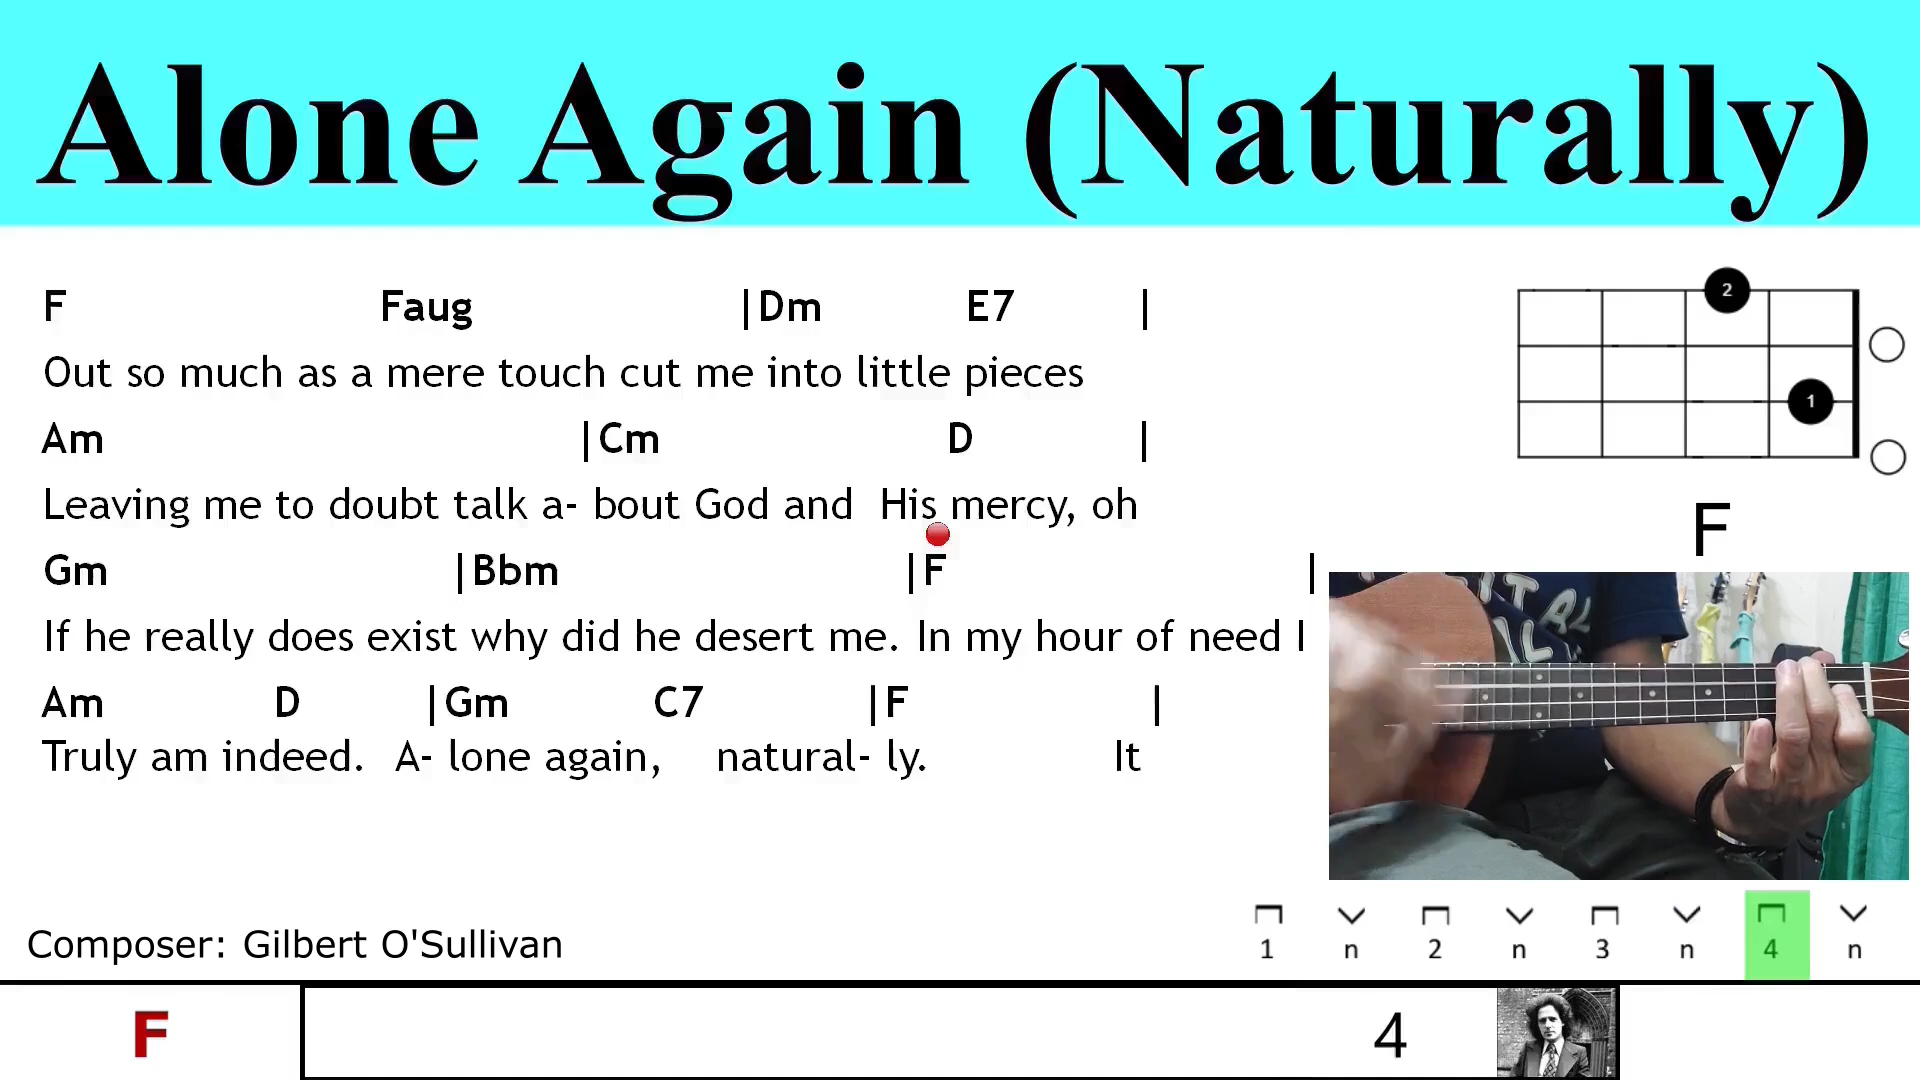 Alone Again (Naturally)
F Faug |Dm E7 |
Out so much as a mere touch cut me into little pieces
Am |Cm D |
Leaving me to doubt talk a- bout God and His mercy, oh
Gm |Bbm |F |
If he really does exist why did he desert me. In my hour of need I
Am D |Gm C7 |F |
Truly am indeed. A- lone again, natural- ly. It
2
1
F
1 n 2 n 3 n 4 n
Composer: Gilbert O'Sullivan
F 4